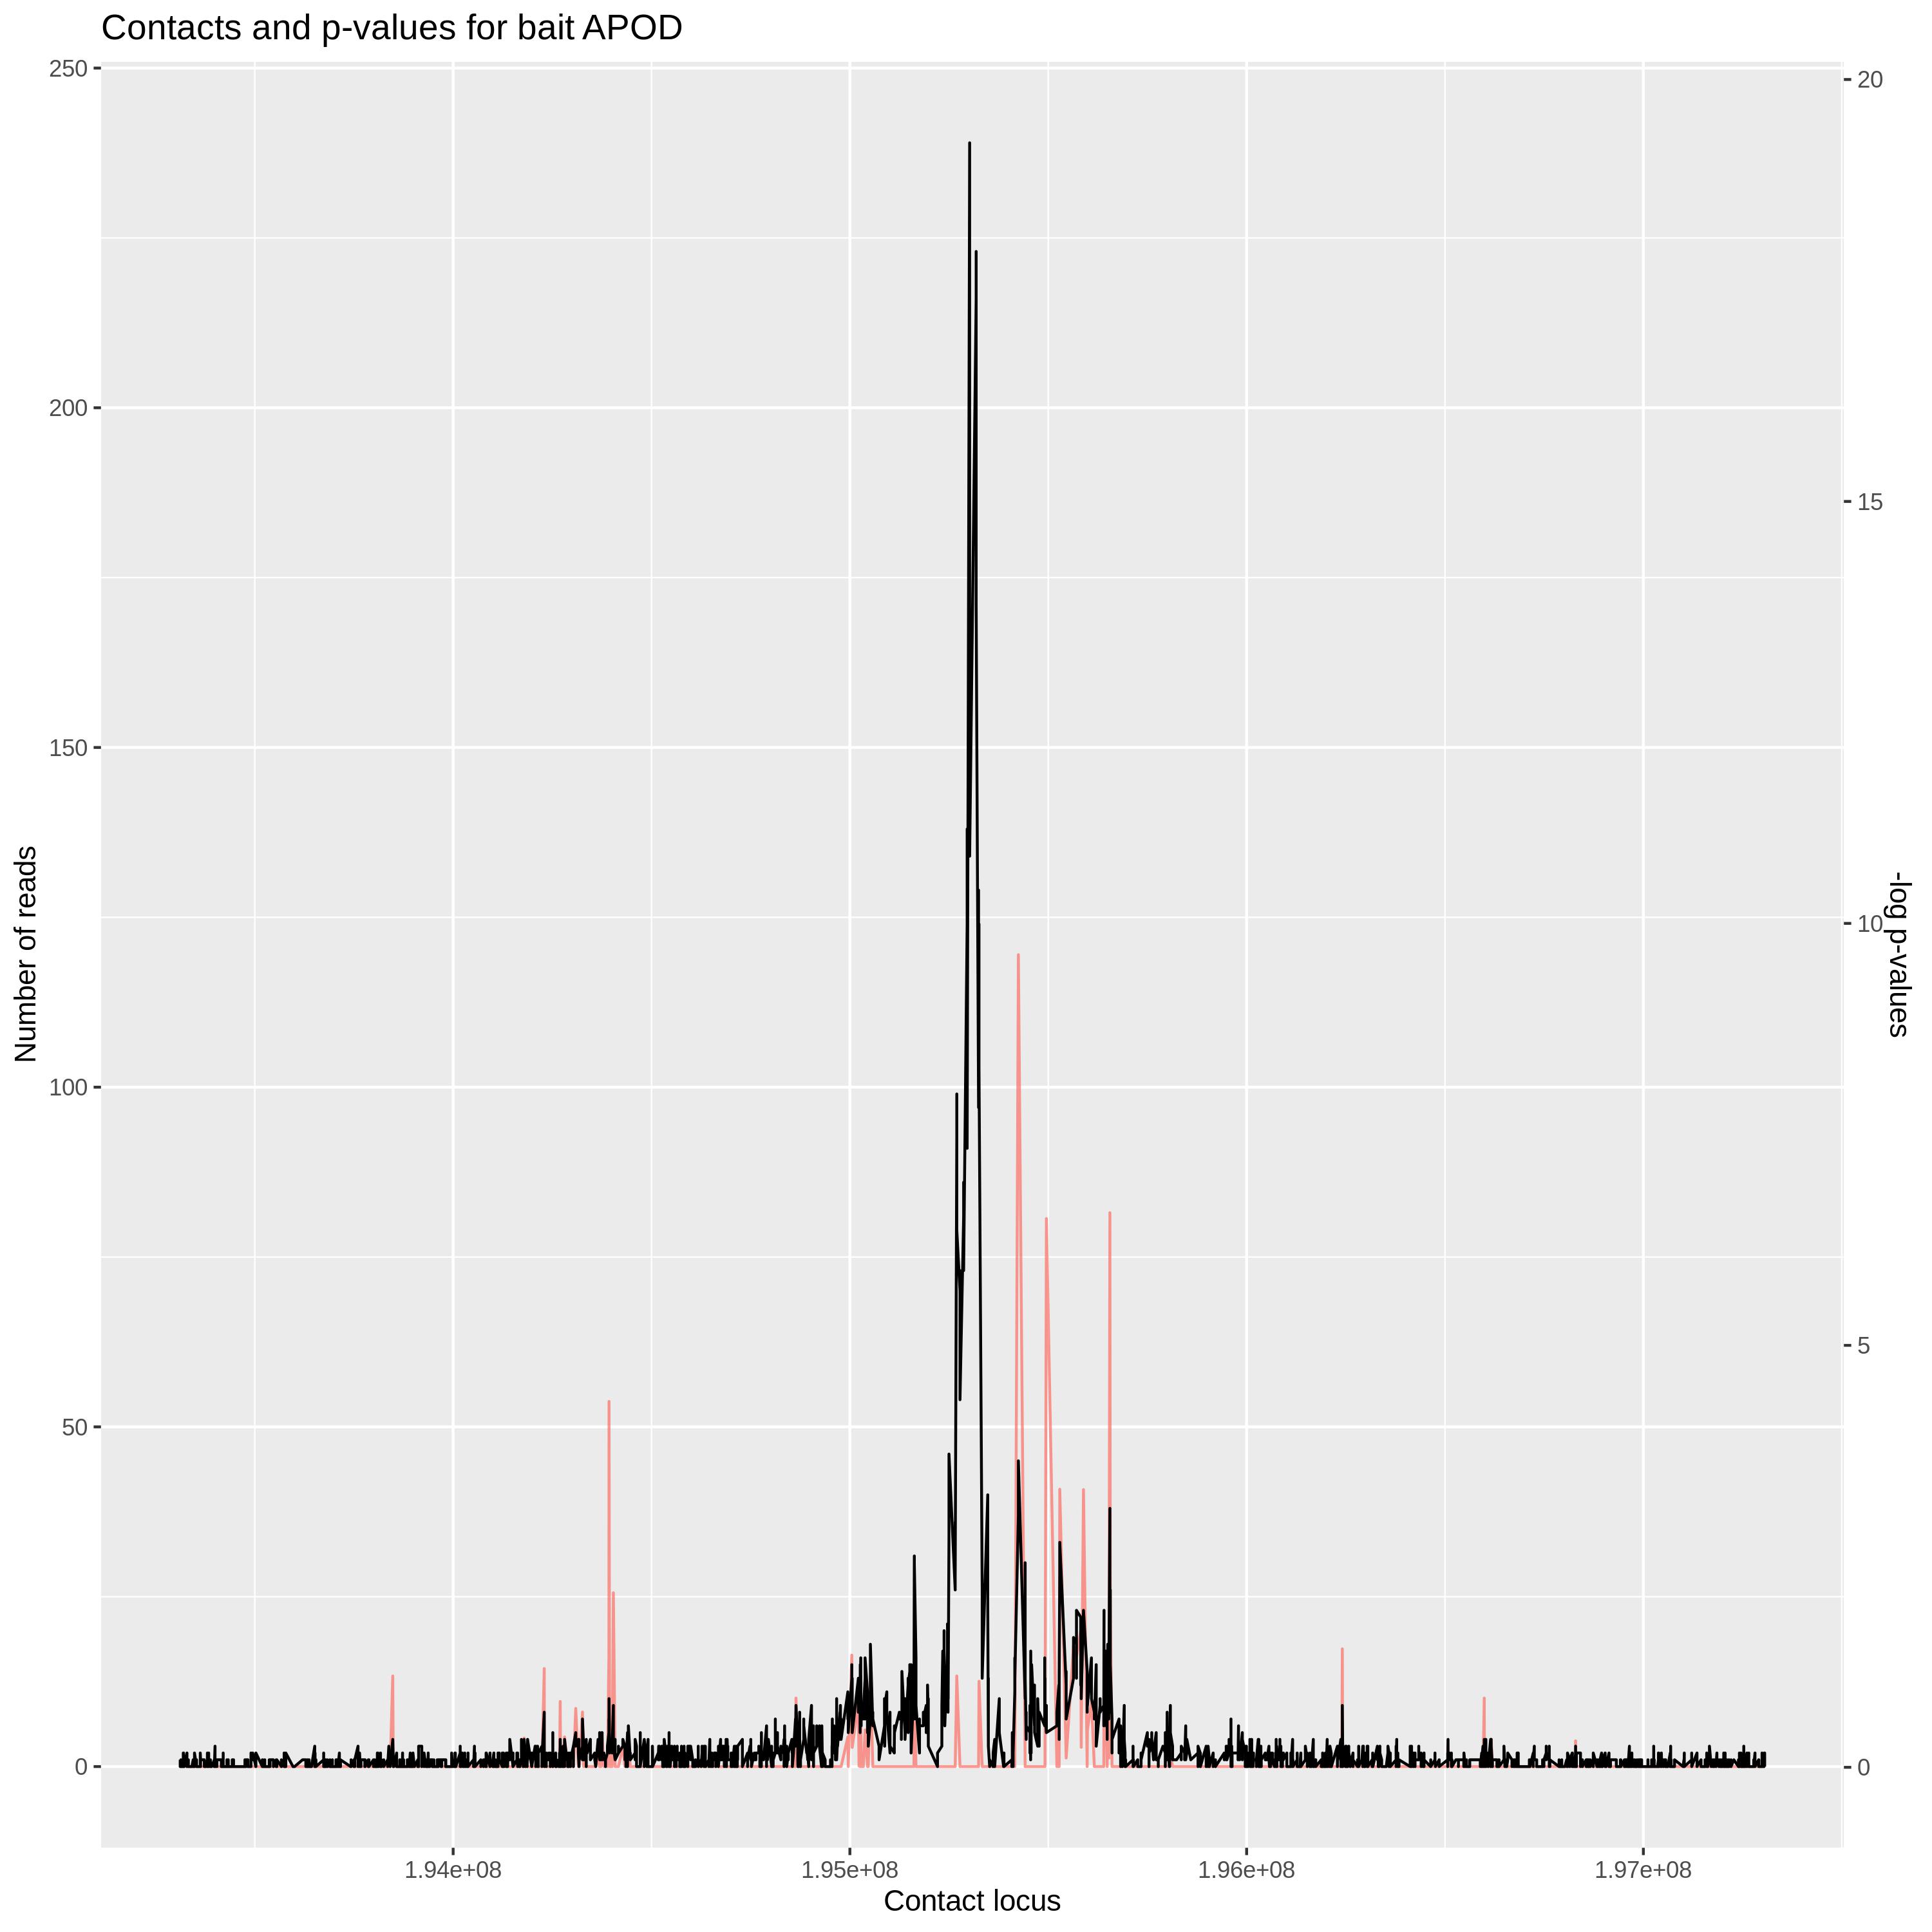 Contacts and p-values for bait APOD
250
200
150
100
50
0
Number of reads
20
15
10
5
0
-log p-values
1.94e+08
1.95e+08
1.96e+08
1.97e+08
Contact locus